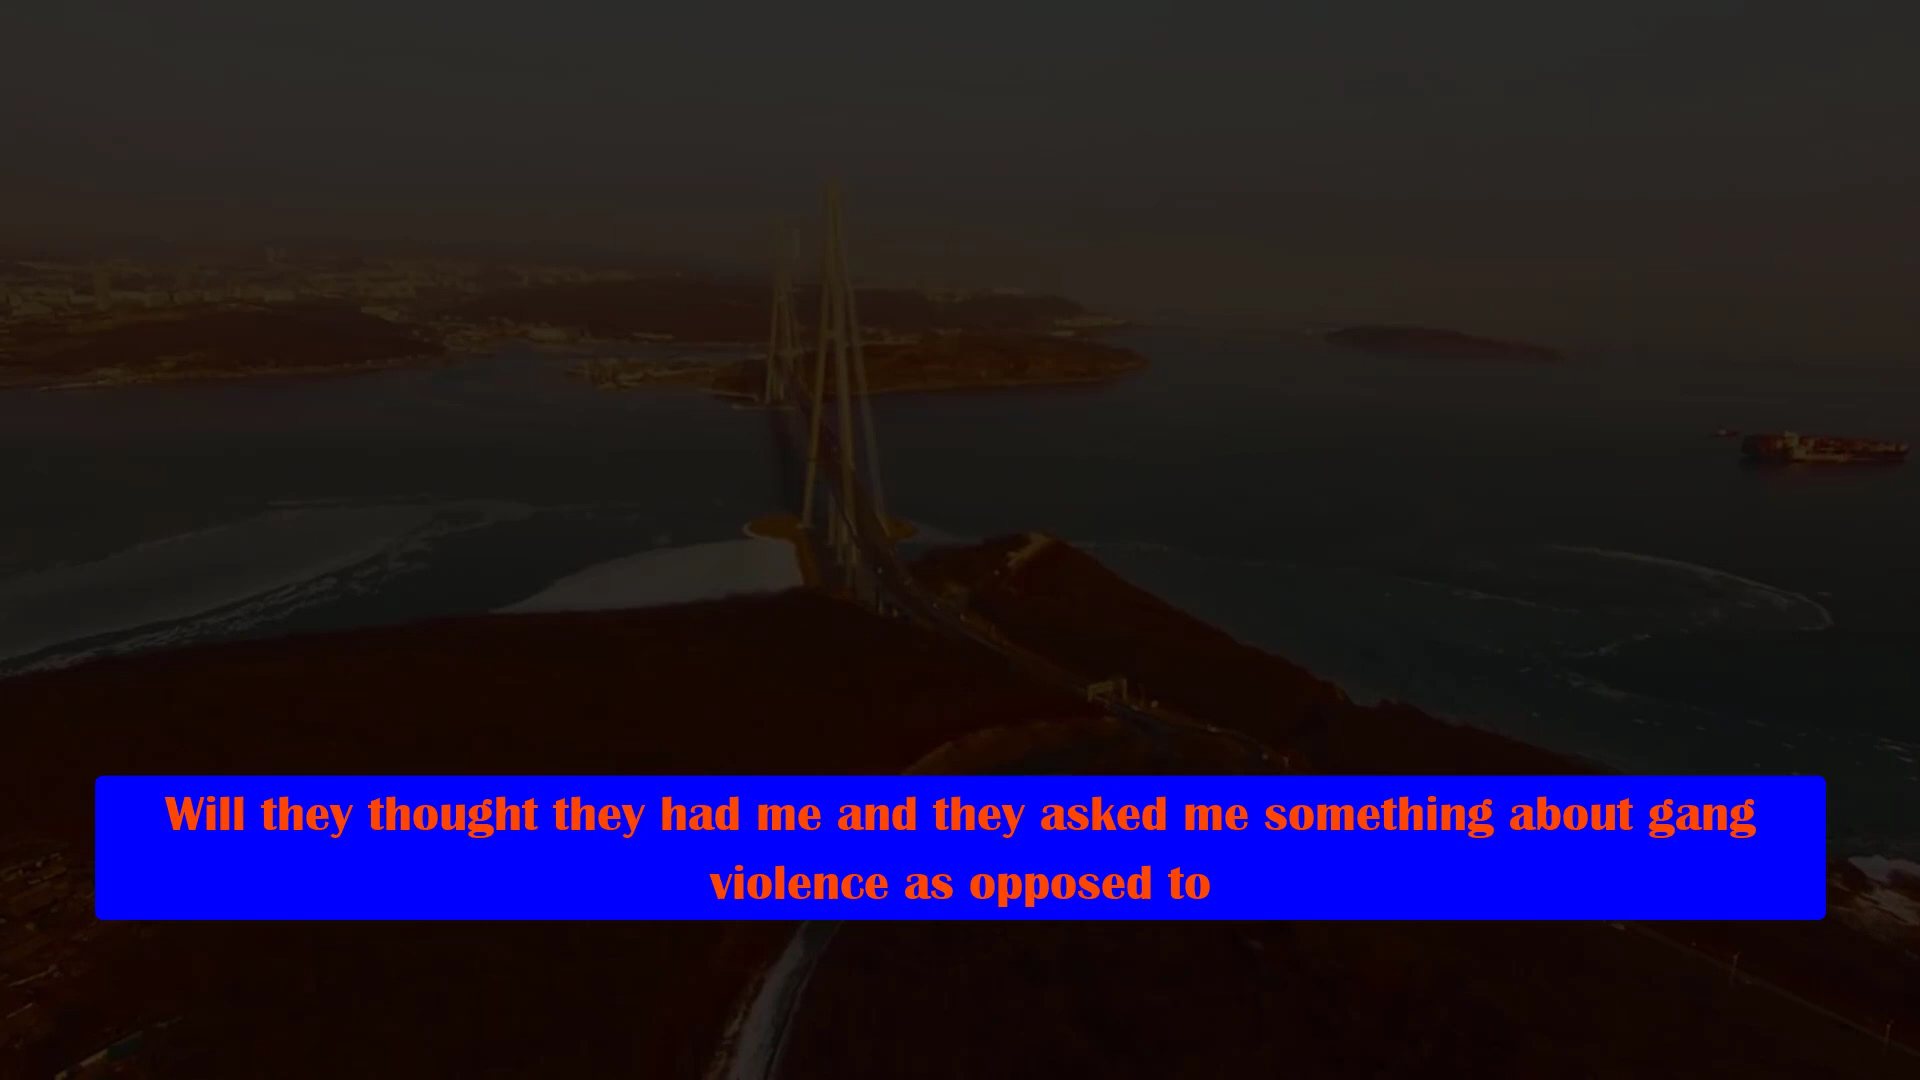 Will they thought they had me and they asked me something about gang
violence as opposed to